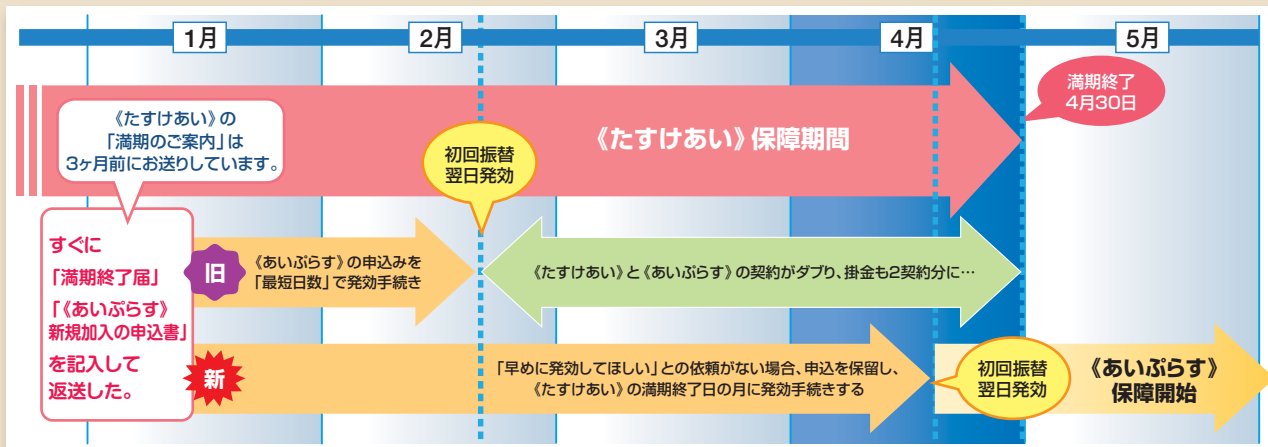 1月
2月
3月
4月
5月
満期終了
4月30日
《たすけあい》の
「満期のご案内」は
3ヶ月前にお送りしています。
《たすけあい》保障期間
初回振替
翌日発効
すぐに
「満期終了届」
「《あいぷらす》
新規加入の申込書」
を記入して
返送した。
旧
《あいぷらす》の申込みを
「最短日数」で発効手続き
《たすけあい》と《あいぷらす》の契約がダブり、掛金も2契約分に…
新
「早めに発効してほしい」との依頼がない場合、申込を保留し、
《たすけあい》の満期終了日の月に発効手続きする
初回振替
翌日発効
《あいぷらす》
保障開始